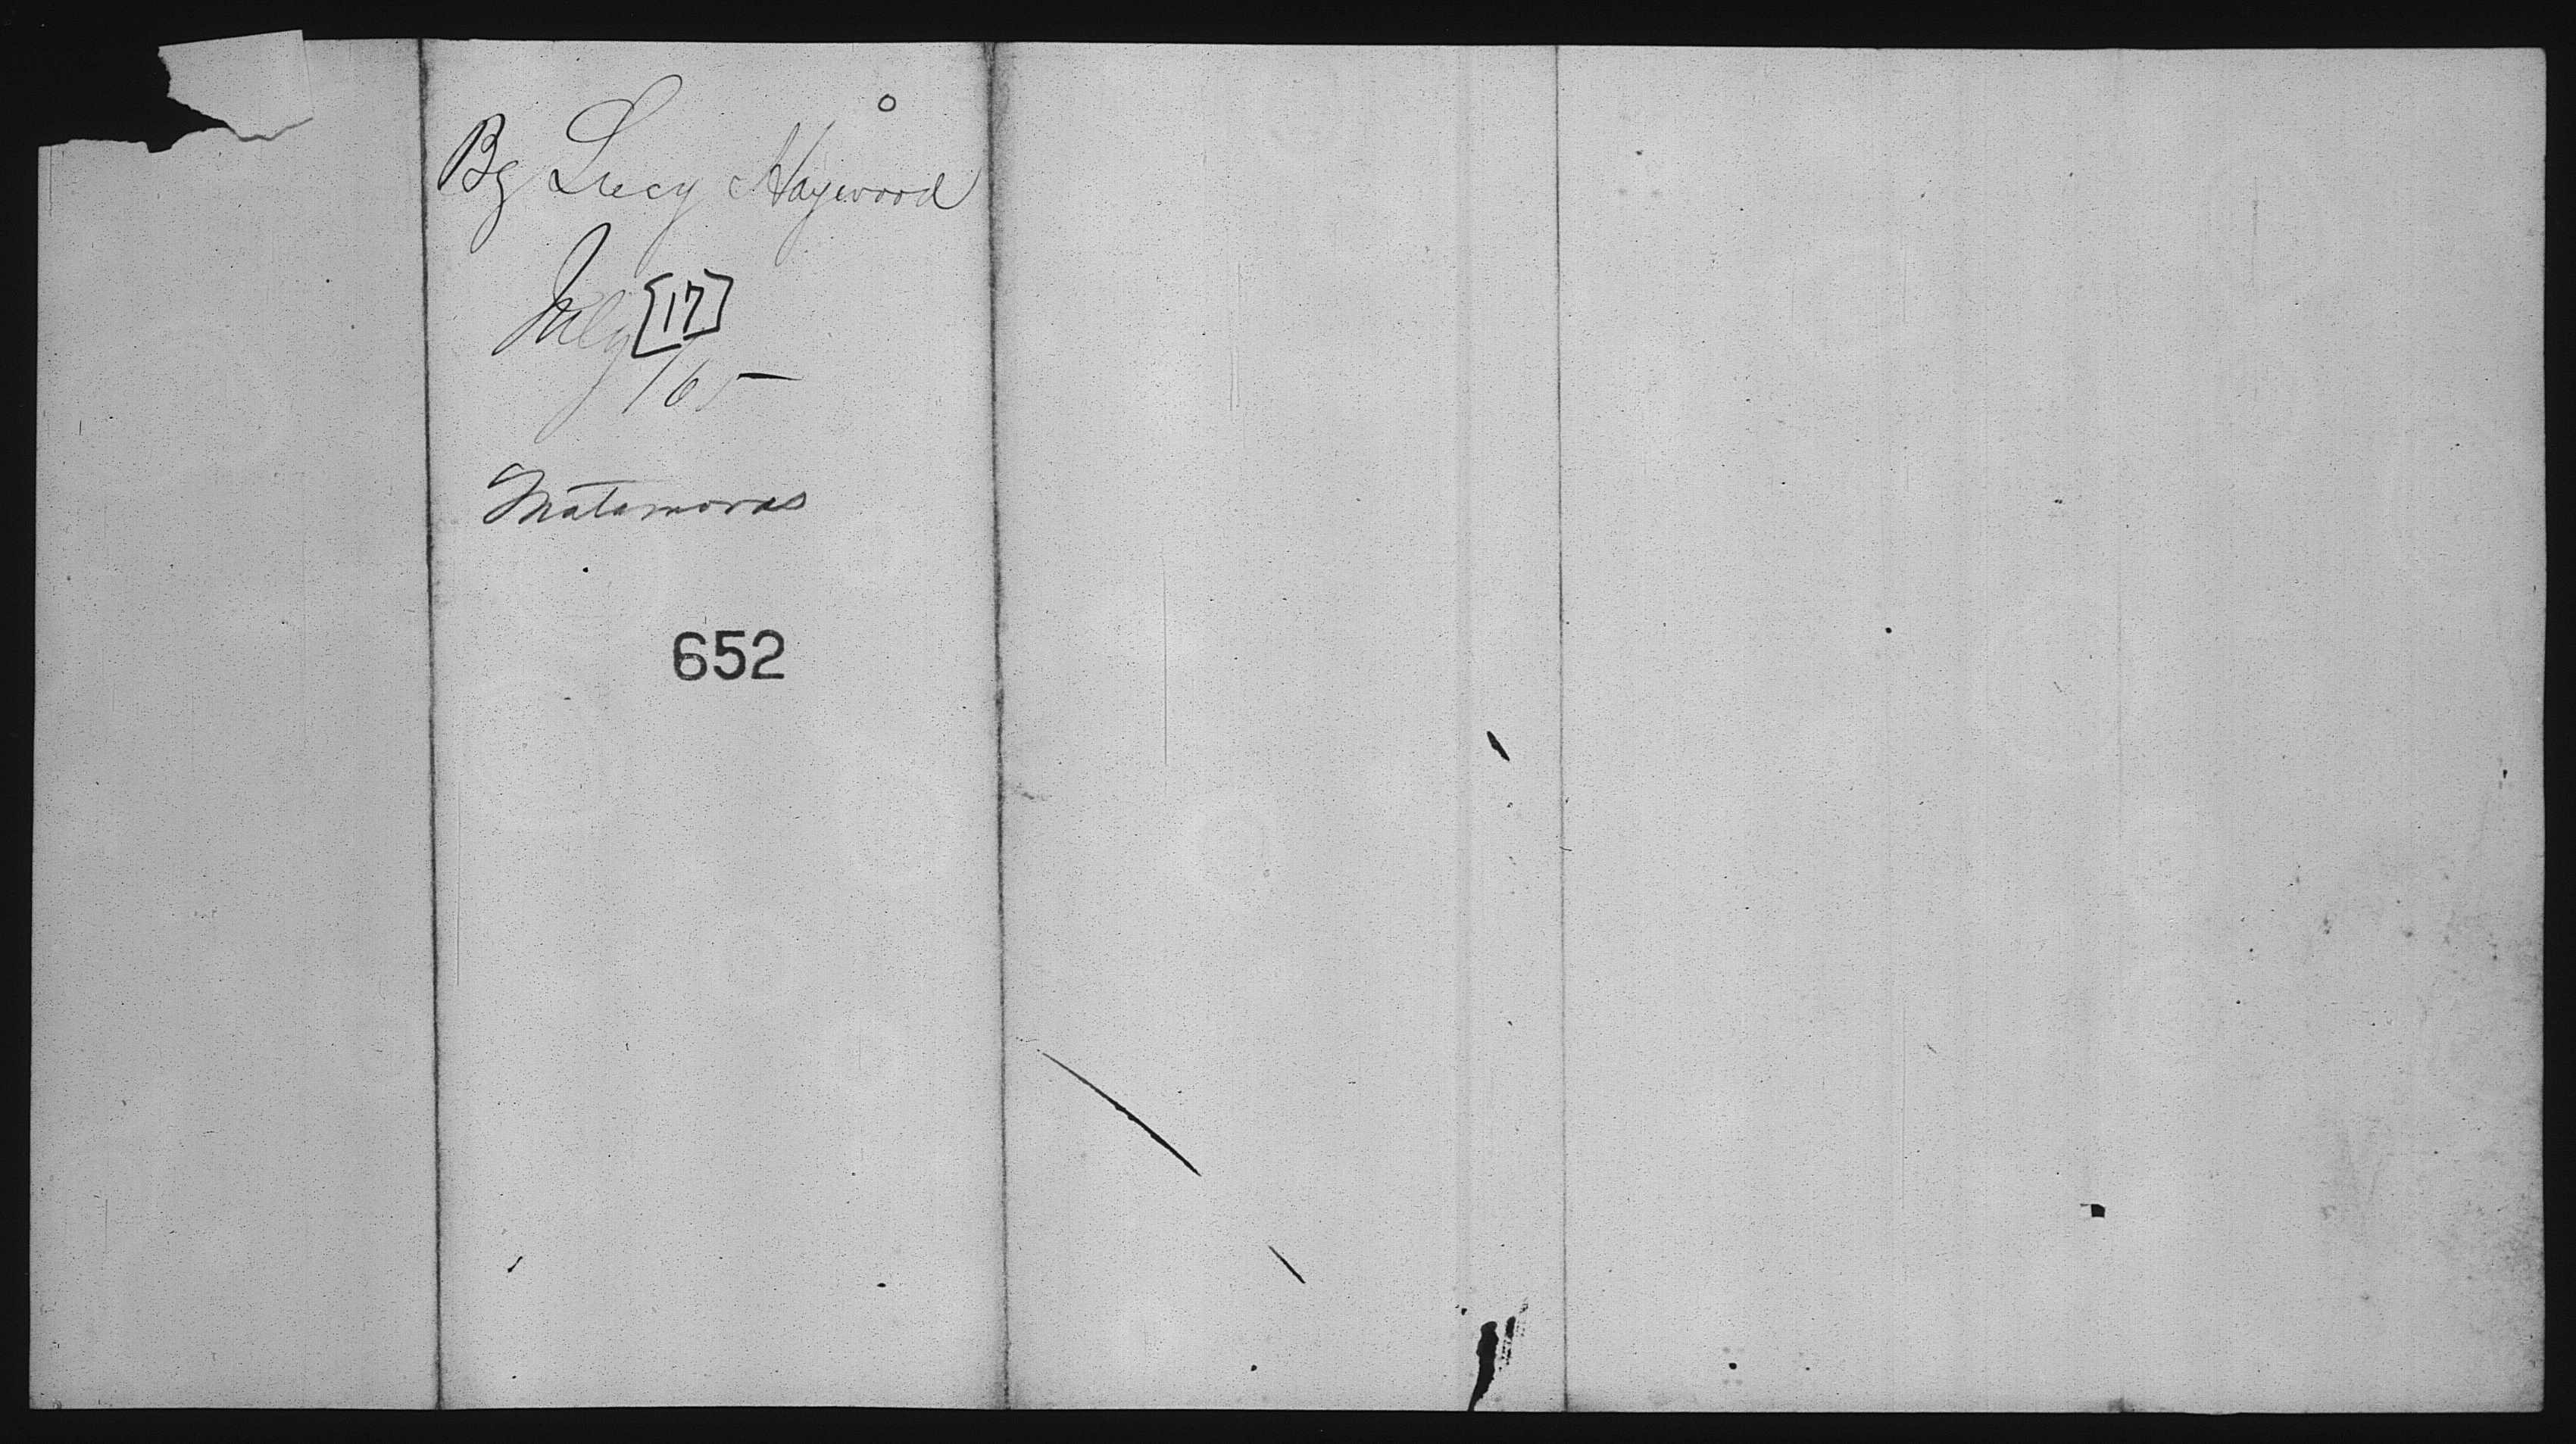 Bg Lucy Haywood
July [17]
/65
Matamoras
652